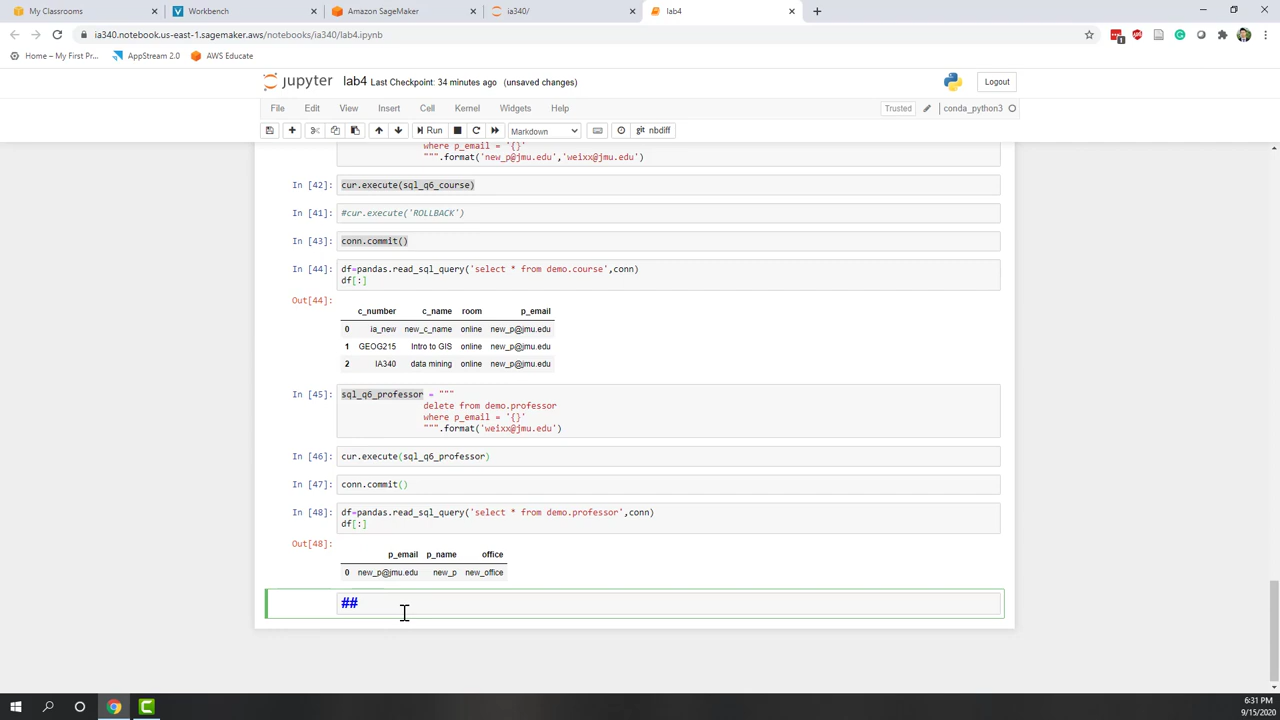 My Classrooms
Workbench
Amazon SageMaker
ia340/
lab4
ia340.notebook.us-east-1.sagemaker.aws/notebooks/ia340/lab4.ipynb
1
Home – My First Pr...
AppStream 2.0
AWS Educate
jupyter lab4 Last Checkpoint: 34 minutes ago (unsaved changes)
Logout
File Edit View Insert Cell Kernel Widgets Help
Trusted
conda_python3
Run
Markdown
nbdiff
where p_email = '{}'
""".format('new_p@jmu.edu','weixx@jmu.edu')
In [42]: cur.execute(sql_q6_course)
In [41]: #cur.execute('ROLLBACK')
In [43]: conn.commit()
In [44]: df=pandas.read_sql_query('select * from demo.course',conn)
df[:]
Out[44]:
c_number c_name room p_email
0 ia_new new_c_name online new_p@jmu.edu
1 GEOG215 Intro to GIS online new_p@jmu.edu
2 IA340 data mining online new_p@jmu.edu
In [45]: sql_q6_professor = """
delete from demo.professor
where p_email = '{}'
""".format('weixx@jmu.edu')
In [46]: cur.execute(sql_q6_professor)
In [47]: conn.commit()
In [48]: df=pandas.read_sql_query('select * from demo.professor',conn)
df[:]
Out[48]:
p_email p_name office
0 new_p@jmu.edu new_p new_office
##
6:31 PM
9/15/2020